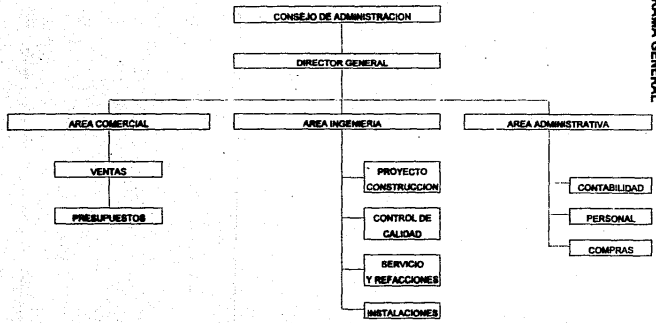 CONSEJO DE ADMINISTRACION
DIRECTOR GENERAL
AREA COMERCIAL
VENTAS
PRESUPUESTOS
AREA INGENIERIA
PROYECTO
CONSTRUCCION
CONTROL DE
CALIDAD
SERVICIO
Y REFACCIONES
INSTALACIONES
AREA ADMINISTRATIVA
CONTABILIDAD
PERSONAL
COMPRAS
GENERAL